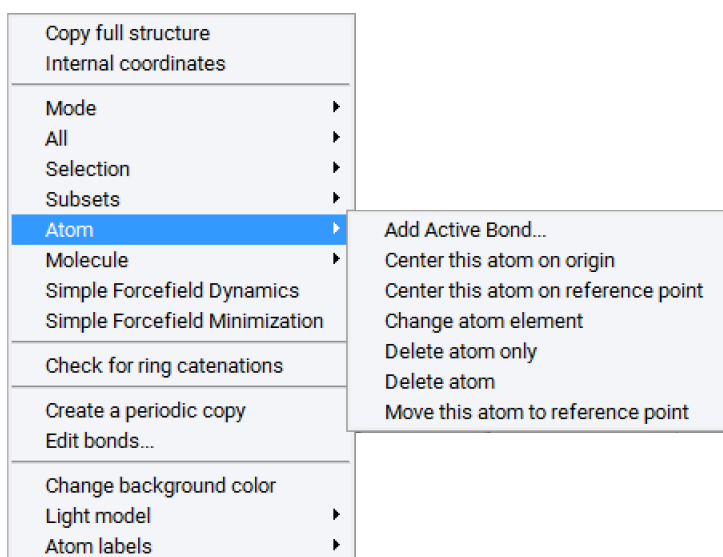 Copy full structure
Internal coordinates
Mode
All
Selection
Subsets
Atom
Molecule
Simple Forcefield Dynamics
Simple Forcefield Minimization
Check for ring catenations
Create a periodic copy
Edit bonds...
Change background color
Light model
Atom labels
Add Active Bond...
Center this atom on origin
Center this atom on reference point
Change atom element
Delete atom only
Delete atom
Move this atom to reference point